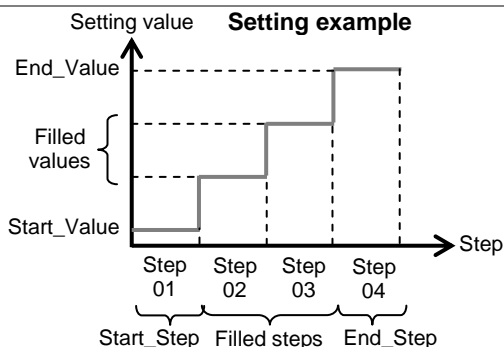 Setting value
Setting example
End_Value
Filled
values
Start_Value
Step
Step Step Step Step
01 02 03 04
Start_Step Filled steps End_Step